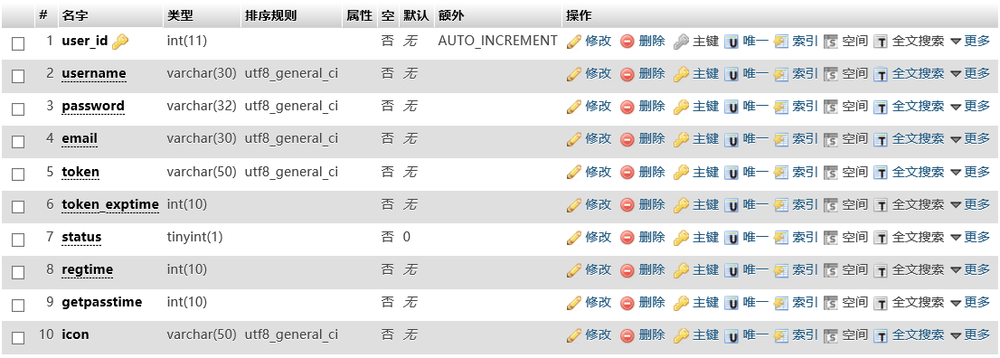 # 名字 类型 排序规则 属性 空 默认 额外 操作
1 user_id int(11) 否 无 AUTO_INCREMENT 修改 删除 主键 唯一 索引 空间 全文搜索 更多
2 username varchar(30) utf8_general_ci 否 无 修改 删除 主键 唯一 索引 空间 全文搜索 更多
3 password varchar(32) utf8_general_ci 否 无 修改 删除 主键 唯一 索引 空间 全文搜索 更多
4 email varchar(30) utf8_general_ci 否 无 修改 删除 主键 唯一 索引 空间 全文搜索 更多
5 token varchar(50) utf8_general_ci 否 无 修改 删除 主键 唯一 索引 空间 全文搜索 更多
6 token_exptime int(10) 否 无 修改 删除 主键 唯一 索引 空间 全文搜索 更多
7 status tinyint(1) 否 0 修改 删除 主键 唯一 索引 空间 全文搜索 更多
8 regtime int(10) 否 无 修改 删除 主键 唯一 索引 空间 全文搜索 更多
9 getpasstime int(10) 否 无 修改 删除 主键 唯一 索引 空间 全文搜索 更多
10 icon varchar(50) utf8_general_ci 否 无 修改 删除 主键 唯一 索引 空间 全文搜索 更多